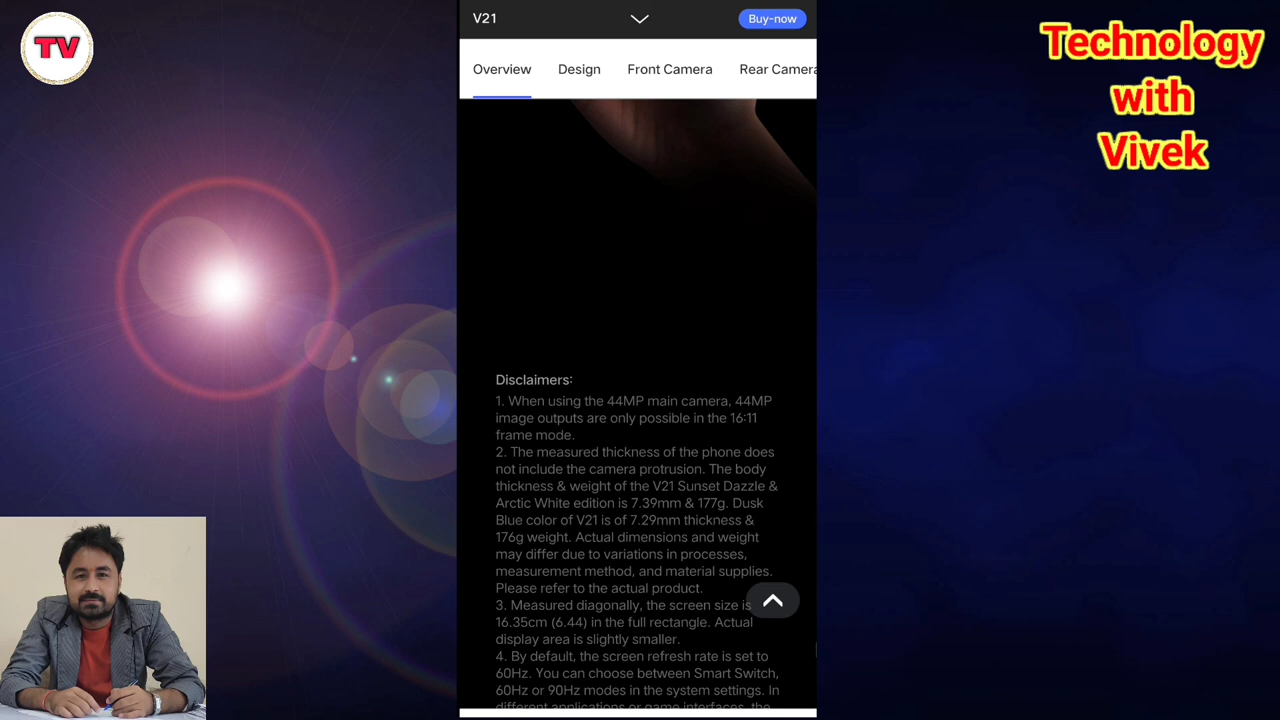 TV
V21
Buy-now
Technology
with
Vivek
Overview
Design
Front Camera
Rear Camera
Disclaimers:
1. When using the 44MP main camera, 44MP
image outputs are only possible in the 16:11
frame mode.
2. The measured thickness of the phone does
not include the camera protrusion. The body
thickness & weight of the V21 Sunset Dazzle &
Arctic White edition is 7.39mm & 177g. Dusk
Blue color of V21 is of 7.29mm thickness &
176g weight. Actual dimensions and weight
may differ due to variations in processes,
measurement method, and material supplies.
Please refer to the actual product.
3. Measured diagonally, the screen size is
16.35cm (6.44) in the full rectangle. Actual
display area is slightly smaller.
4. By default, the screen refresh rate is set to
60Hz. You can choose between Smart Switch,
60Hz or 90Hz modes in the system settings. In
different applications or game interfaces, the